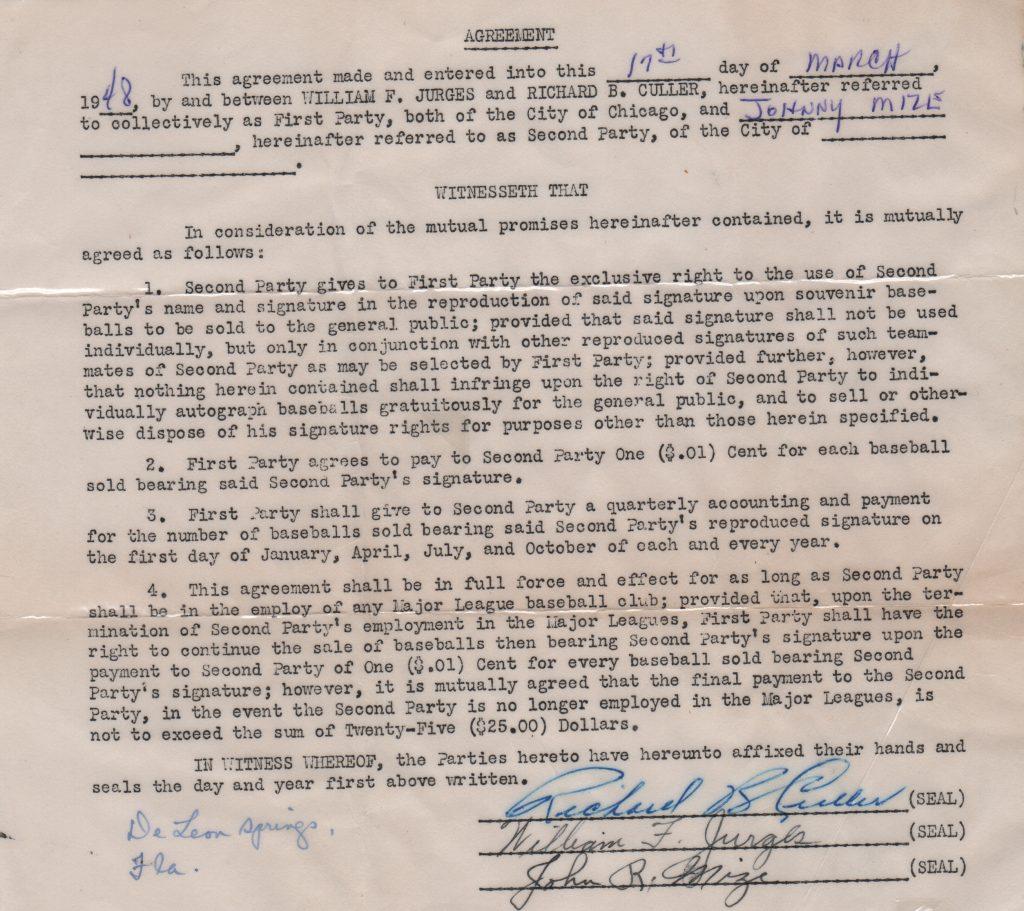 AGREEMENT
This agreement made and entered into this 17th day of MARCH,
1948, by and between WILLIAM F. JURGES and RICHARD B. CULLER, hereinafter referred
to collectively as First Party, both of the City of Chicago, and JOHNNY MIZE
, hereinafter referred to as Second Party, of the City of
.
WITNESSETH THAT
In consideration of the mutual promises hereinafter contained, it is mutually
agreed as follows:
1. Second Party gives to First Party the exclusive right to the use of Second
Party's name and signature in the reproduction of said signature upon souvenir base-
balls to be sold to the general public; provided that said signature shall not be used
individually, but only in conjunction with other reproduced signatures of such team-
mates of Second Party as may be selected by First Party; provided further, however,
that nothing herein contained shall infringe upon the right of Second Party to indi-
vidually autograph baseballs gratuitously for the general public, and to sell or other-
wise dispose of his signature rights for purposes other than those herein specified.
2. First Party agrees to pay to Second Party One ($.01) Cent for each baseball
sold bearing said Second Party's signature.
3. First Party shall give to Second Party a quarterly accounting and payment
for the number of baseballs sold bearing said Second Party's reproduced signature on
the first day of January, April, July, and October of each and every year.
4. This agreement shall be in full force and effect for as long as Second Party
shall be in the employ of any Major League baseball club; provided that, upon the ter-
mination of Second Party's employment in the Major Leagues, First Party shall have the
right to continue the sale of baseballs then bearing Second Party's signature upon the
payment to Second Party of One ($.01) Cent for every baseball sold bearing Second
Party's signature; however, it is mutually agreed that the final payment to the Second
Party, in the event the Second Party is no longer employed in the Major Leagues, is
not to exceed the sum of Twenty-Five ($25.00) Dollars.
IN WITNESS WHEREOF, the Parties hereto have hereunto affixed their hands and
seals the day and year first above written.
Richard B Culler (SEAL)
William F. Jurges (SEAL)
John R. Mize (SEAL)
De Leon Springs,
Fla.